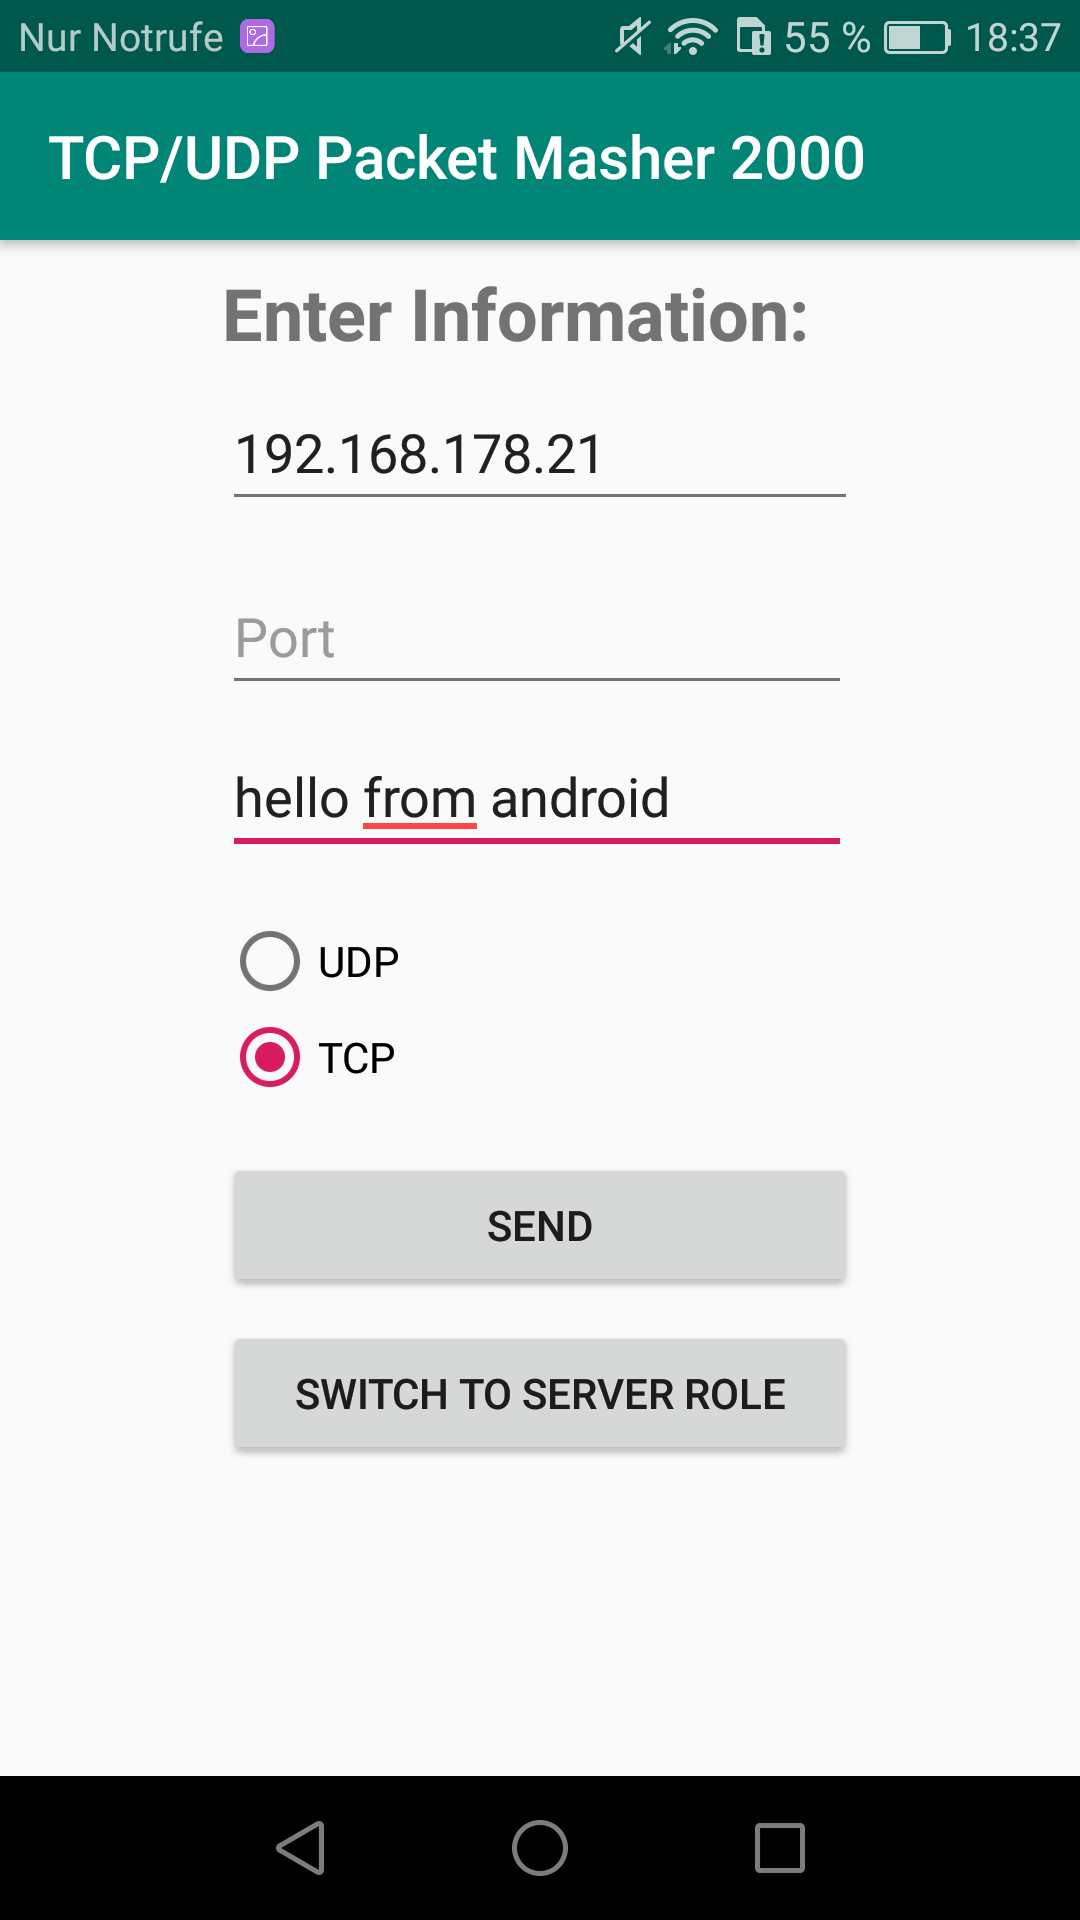 Nur Notrufe 55 % 18:37
TCP/UDP Packet Masher 2000
Enter Information:
192.168.178.21
Port
hello from android
UDP
TCP
SEND
SWITCH TO SERVER ROLE